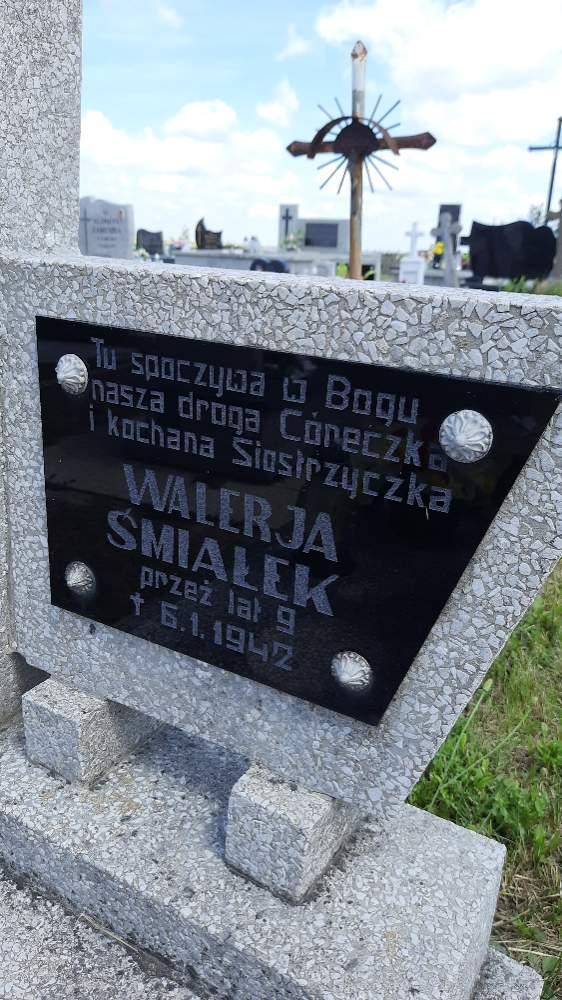 Tu spoczywa w Bogu
nasza droga Córeczka
i kochana Siostrzyczka
WALERJA
ŚMIAŁEK
przeż lat 9
† 6.1.1942